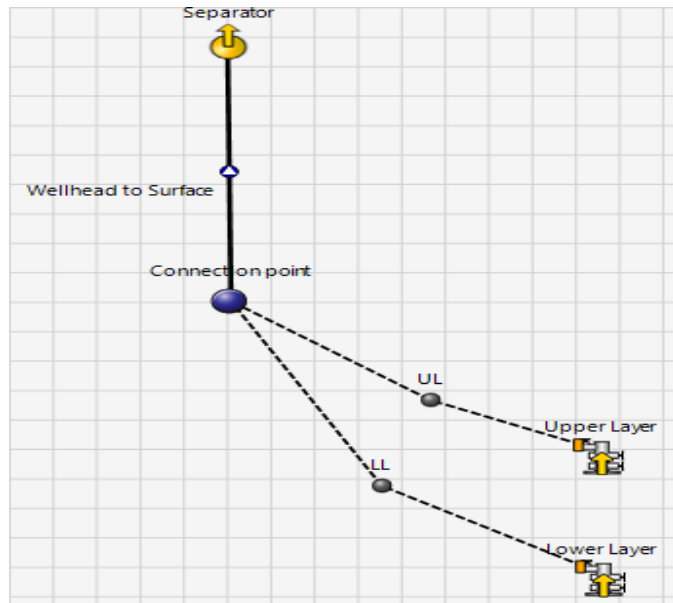 Separator
Wellhead to Surface
Connection point
UL
Upper Layer
LL
Lower Layer